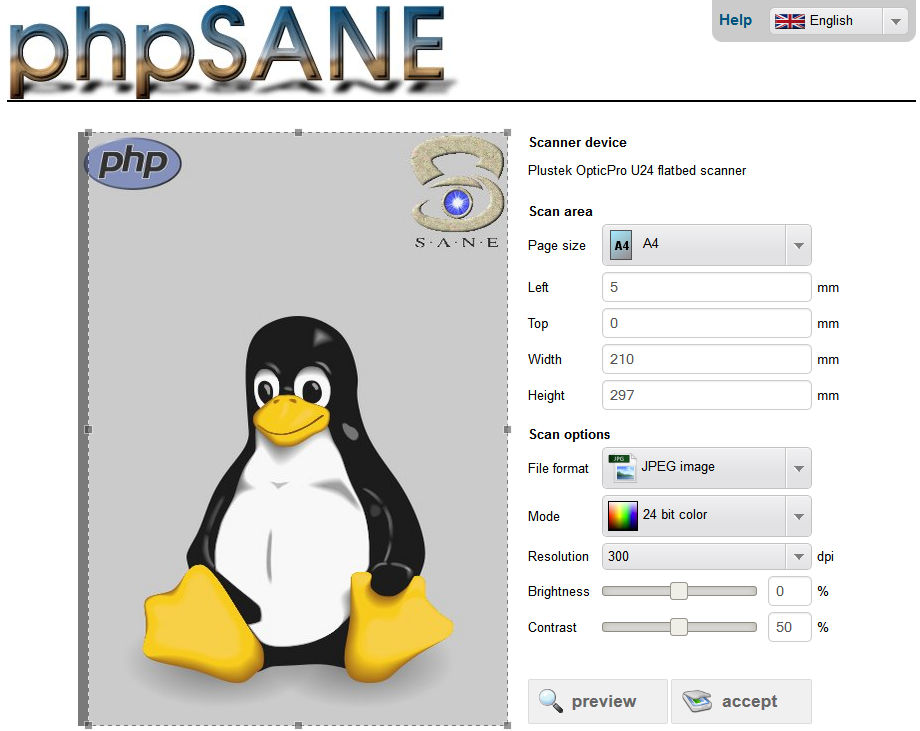 phpSANE
Help English
php
S·A·N·E
Scanner device
Plustek OpticPro U24 flatbed scanner
Scan area
Page size A4 A4
Left 5 mm
Top 0 mm
Width 210 mm
Height 297 mm
Scan options
File format JPG JPEG image
Mode 24 bit color
Resolution 300 dpi
Brightness 0 %
Contrast 50 %
preview accept